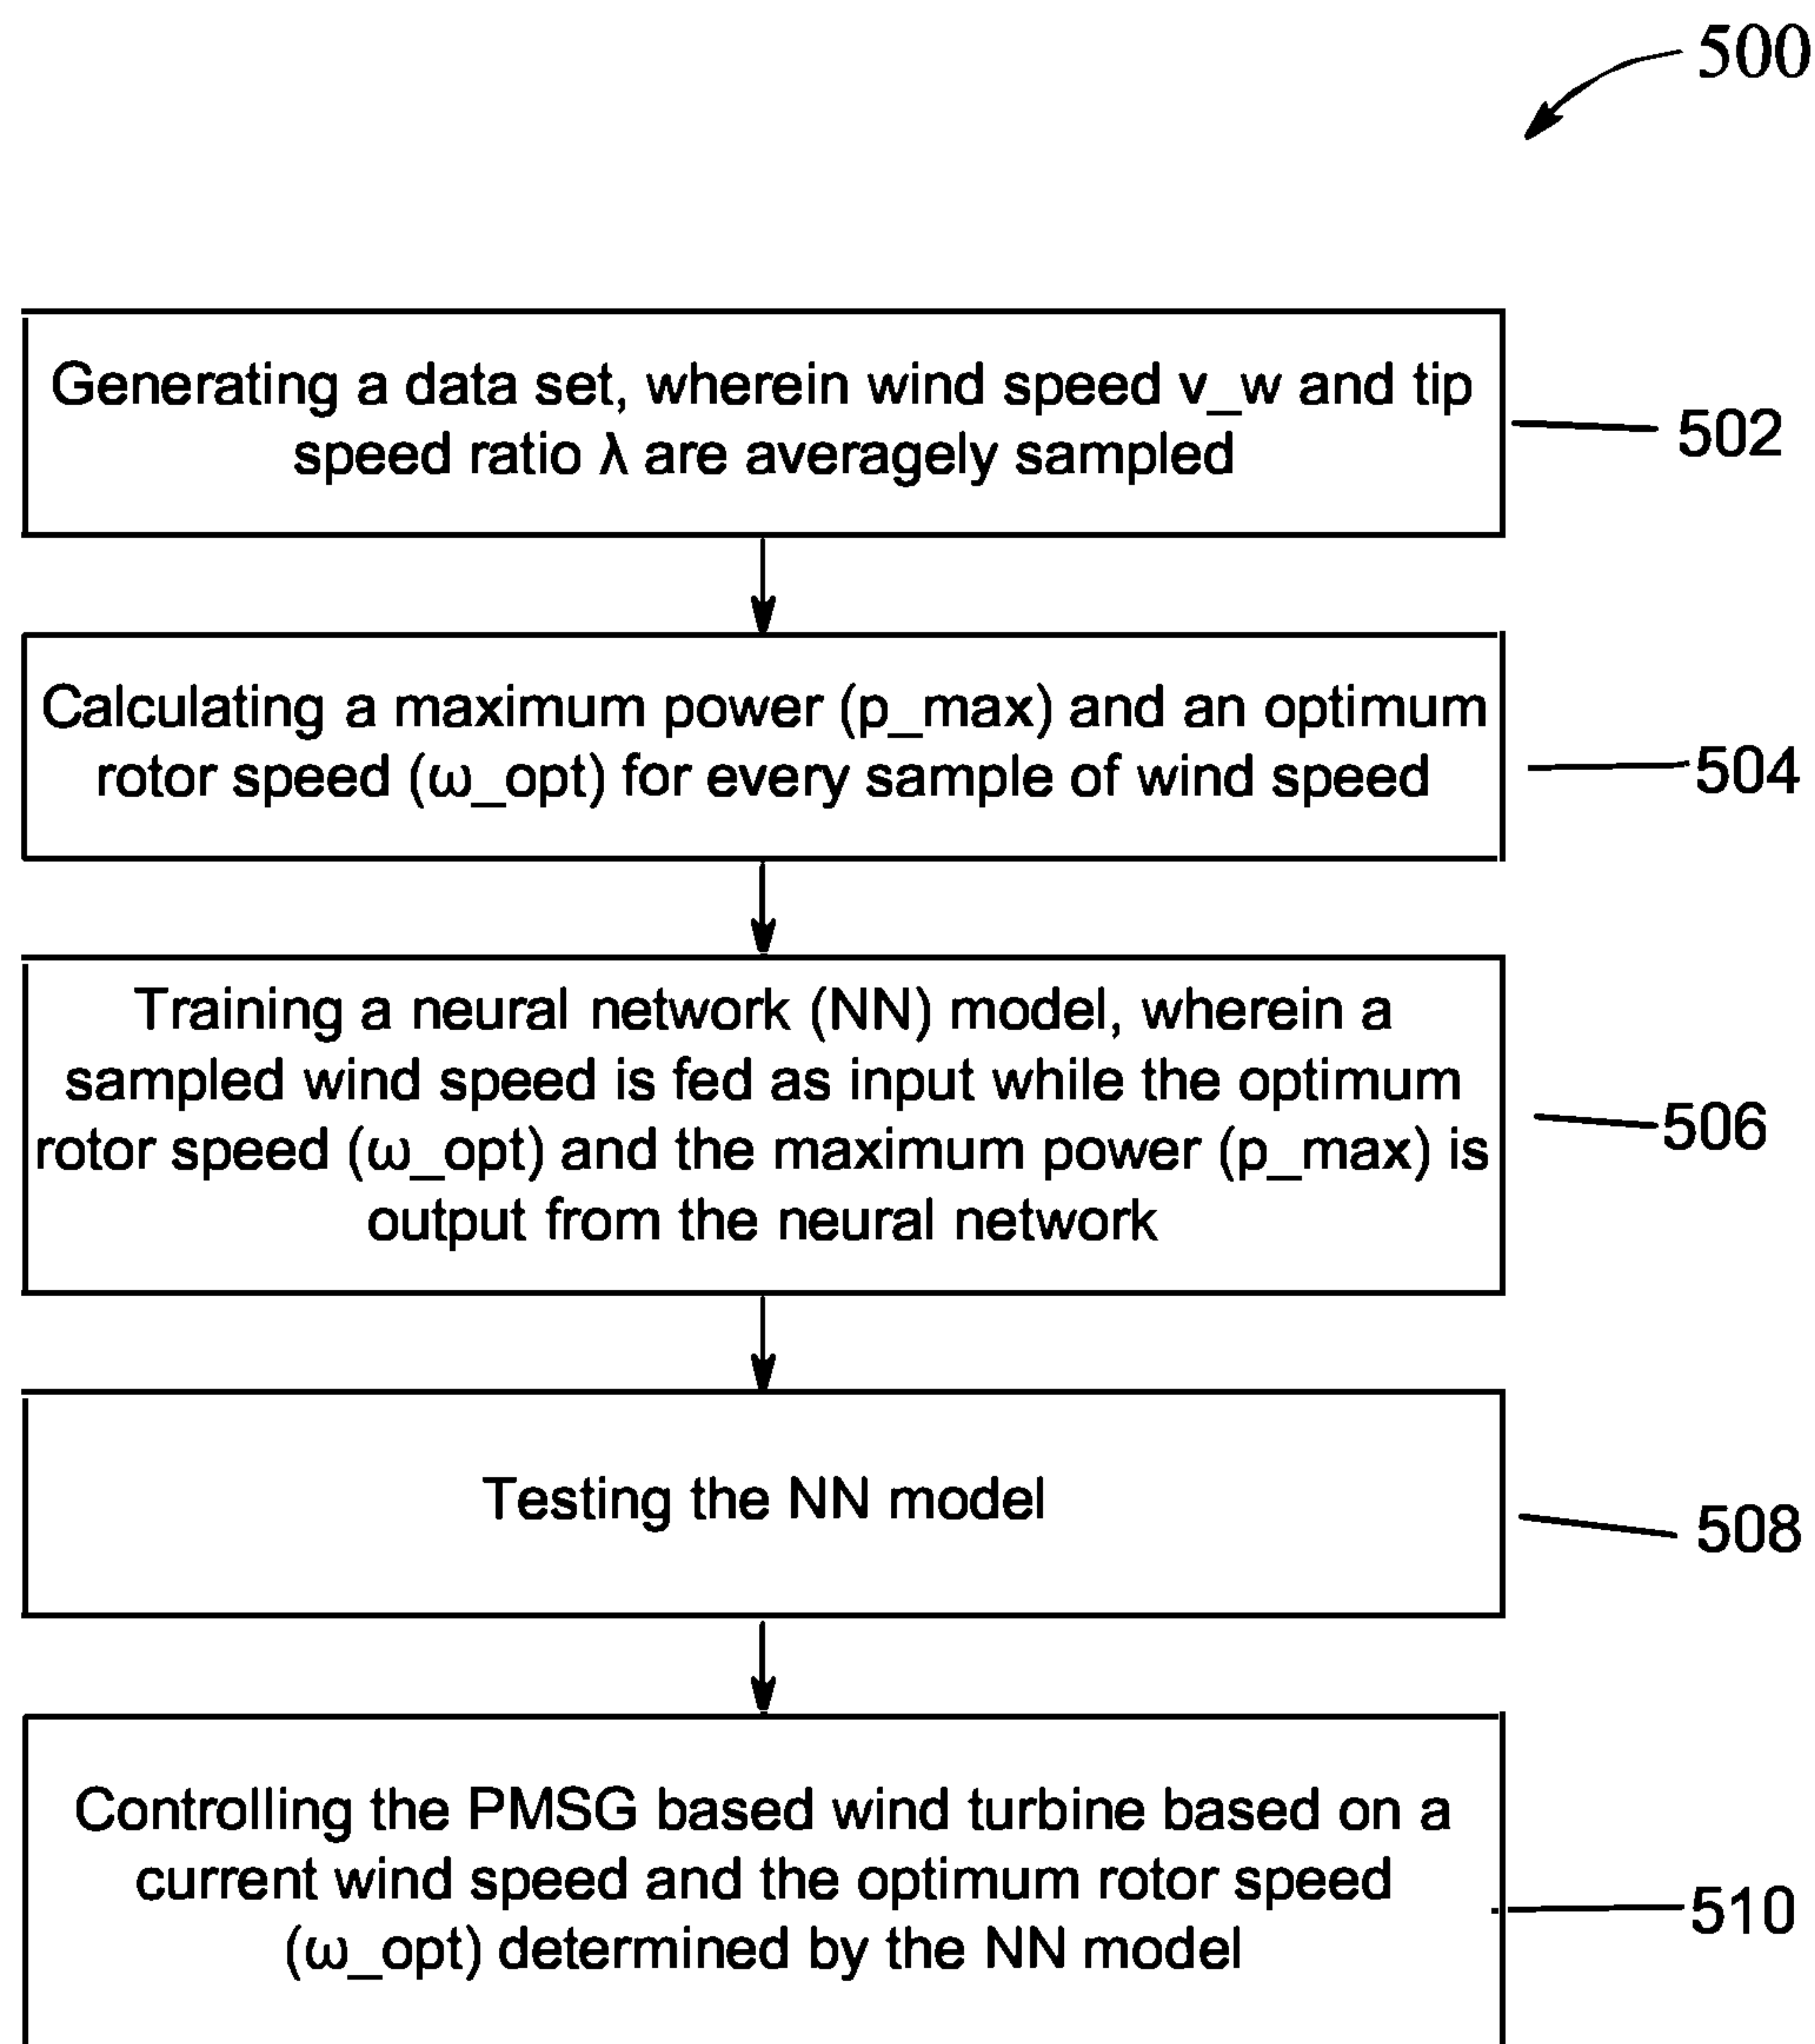 500
Generating a data set, wherein wind speed v_w and tip
speed ratio λ are averagely sampled
502
Calculating a maximum power (p_max) and an optimum
rotor speed (ω_opt) for every sample of wind speed
504
Training a neural network (NN) model, wherein a
sampled wind speed is fed as input while the optimum
rotor speed (ω_opt) and the maximum power (p_max) is
output from the neural network
506
Testing the NN model
508
Controlling the PMSG based wind turbine based on a
current wind speed and the optimum rotor speed
(ω_opt) determined by the NN model
510